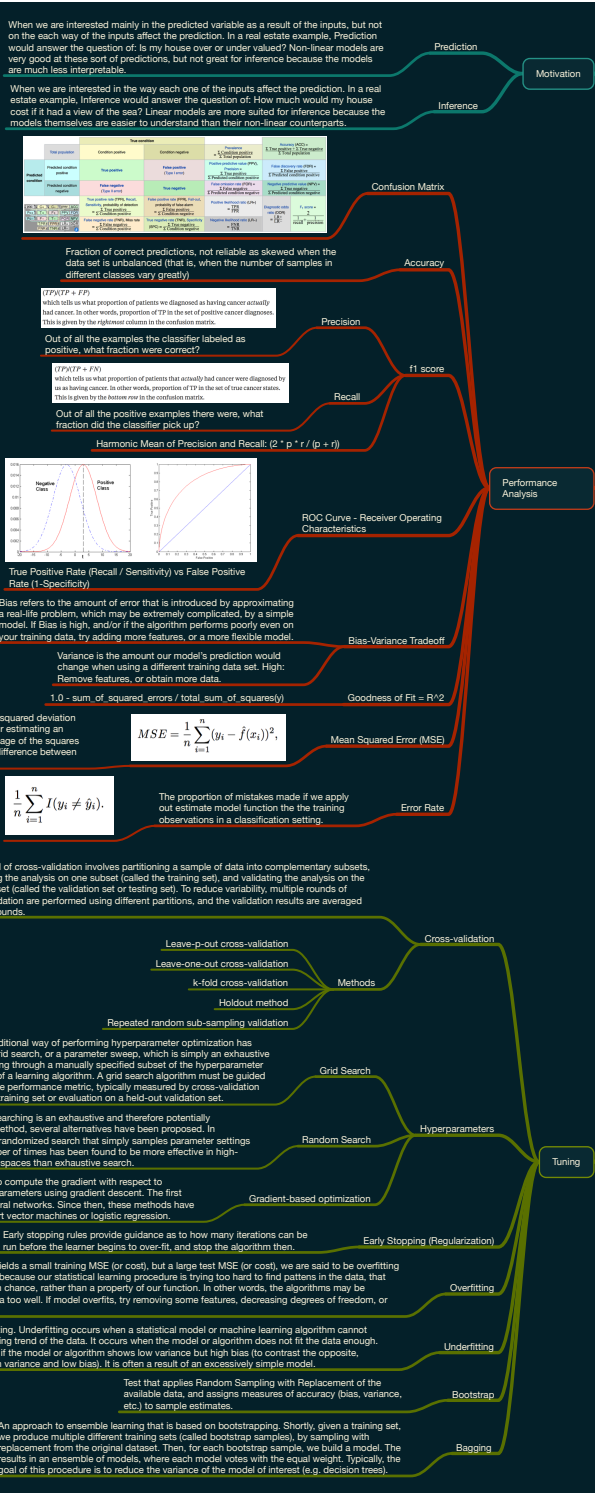 When we are interested mainly in the predicted variable as a result of the inputs, but not
on the each way of the inputs affect the prediction. In a real estate example, Prediction
would answer the question of: Is my house over or under valued? Non-linear models are
very good at these sort of predictions, but not great for inference because the models
are much less interpretable.
Prediction
Motivation
When we are interested in the way each one of the inputs affect the prediction. In a real
estate example, Inference would answer the question of: How much would my house
cost if it had a view of the sea? Linear models are more suited for inference because the
models themselves are easier to understand than their non-linear counterparts.
Inference
True condition
Total population
Condition positive
Condition negative
Predicted condition
Predicted condition positive
True positive
False positive
(Type I error)
Predicted condition negative
False negative
(Type II error)
True negative
Confusion Matrix
Fraction of correct predictions, not reliable as skewed when the
data set is unbalanced (that is, when the number of samples in
different classes vary greatly)
Accuracy
(TP)/(TP + FP)
which tells us what proportion of patients we diagnosed as having cancer actually
had cancer. In other words, proportion of TP in the set of positive cancer diagnoses.
This is given by the rightmost column in the confusion matrix.
Precision
Out of all the examples the classifier labeled as
positive, what fraction were correct?
(TP)/(TP + FN)
which tells us what proportion of patients that actually had cancer were diagnosed by
us as having cancer. In other words, proportion of TP in the set of true cancer states.
This is given by the bottom row in the confusion matrix.
f1 score
Recall
Out of all the positive examples there were, what
fraction did the classifier pick up?
Harmonic Mean of Precision and Recall: (2 * p * r / (p + r))
Performance
Analysis
Negative
Class
Positive
Class
ROC Curve - Receiver Operating
Characteristics
True Positive Rate (Recall / Sensitivity) vs False Positive
Rate (1-Specificity)
Bias refers to the amount of error that is introduced by approximating
a real-life problem, which may be extremely complicated, by a simple
model. If Bias is high, and/or if the algorithm performs poorly even on
your training data, try adding more features, or a more flexible model.
Bias-Variance Tradeoff
Variance is the amount our model's prediction would
change when using a different training data set. High:
Remove features, or obtain more data.
1.0 - sum_of_squared_errors / total_sum_of_squares(y)
Goodness of Fit = R^2
squared deviation
r estimating an
age of the squares
difference between
MSE = 1/n ∑ i=1 n (y_i − f̂(x_i))²,
Mean Squared Error (MSE)
1/n ∑ i=1 n I(y_i ≠ ŷ_i).
The proportion of mistakes made if we apply
out estimate model function the the training
observations in a classification setting.
Error Rate
of cross-validation involves partitioning a sample of data into complementary subsets,
g the analysis on one subset (called the training set), and validating the analysis on the
set (called the validation set or testing set). To reduce variability, multiple rounds of
dation are performed using different partitions, and the validation results are averaged
ounds.
Cross-validation
Leave-p-out cross-validation
Leave-one-out cross-validation
k-fold cross-validation
Methods
Holdout method
Repeated random sub-sampling validation
ditional way of performing hyperparameter optimization has
rid search, or a parameter sweep, which is simply an exhaustive
ng through a manually specified subset of the hyperparameter
of a learning algorithm. A grid search algorithm must be guided
e performance metric, typically measured by cross-validation
training set or evaluation on a held-out validation set.
Grid Search
earching is an exhaustive and therefore potentially
ethod, several alternatives have been proposed. In
randomized search that simply samples parameter settings
ber of times has been found to be more effective in high-
spaces than exhaustive search.
Random Search
Hyperparameters
Tuning
o compute the gradient with respect to
arameters using gradient descent. The first
ral networks. Since then, these methods have
rt vector machines or logistic regression.
Gradient-based optimization
Early stopping rules provide guidance as to how many iterations can be
run before the learner begins to over-fit, and stop the algorithm then.
Early Stopping (Regularization)
ields a small training MSE (or cost), but a large test MSE (or cost), we are said to be overfitting
because our statistical learning procedure is trying too hard to find pattens in the data, that
chance, rather than a property of our function. In other words, the algorithms may be
a too well. If model overfits, try removing some features, decreasing degrees of freedom, or
Overfitting
ing. Underfitting occurs when a statistical model or machine learning algorithm cannot
ing trend of the data. It occurs when the model or algorithm does not fit the data enough.
if the model or algorithm shows low variance but high bias (to contrast the opposite,
variance and low bias). It is often a result of an excessively simple model.
Underfitting
Test that applies Random Sampling with Replacement of the
available data, and assigns measures of accuracy (bias, variance,
etc.) to sample estimates.
Bootstrap
An approach to ensemble learning that is based on bootstrapping. Shortly, given a training set,
we produce multiple different training sets (called bootstrap samples), by sampling with
replacement from the original dataset. Then, for each bootstrap sample, we build a model. The
results in an ensemble of models, where each model votes with the equal weight. Typically, the
goal of this procedure is to reduce the variance of the model of interest (e.g. decision trees).
Bagging